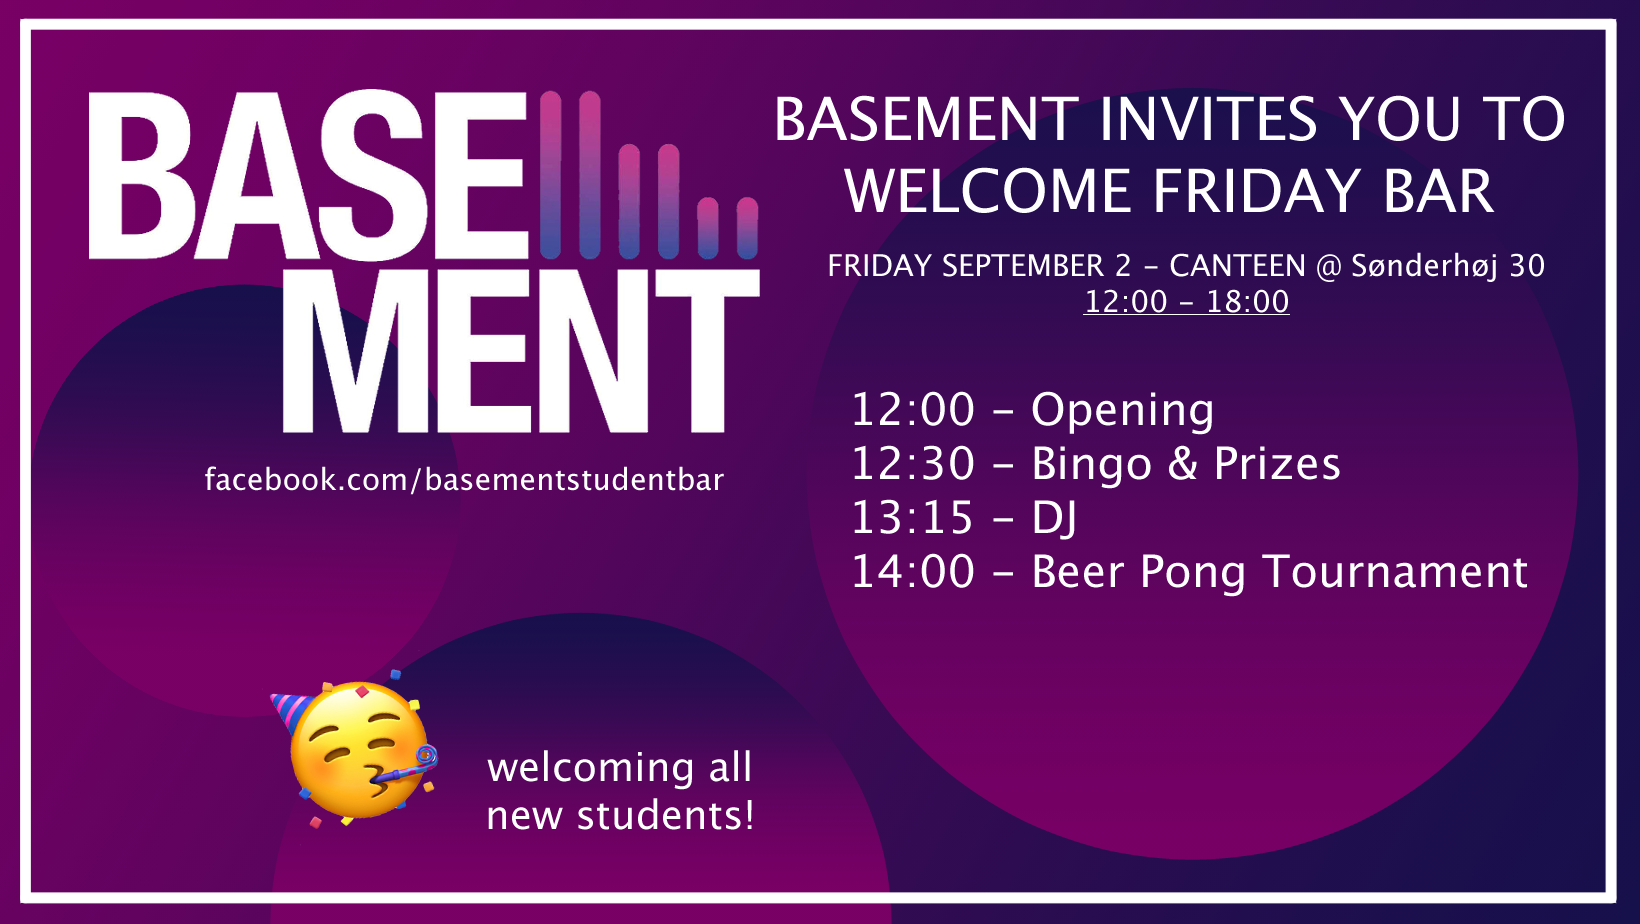 BASE
MENT
facebook.com/basementstudentbar
BASEMENT INVITES YOU TO
WELCOME FRIDAY BAR
FRIDAY SEPTEMBER 2 – CANTEEN @ Sønderhøj 30
12:00 – 18:00
12:00 – Opening
12:30 – Bingo & Prizes
13:15 – DJ
14:00 – Beer Pong Tournament
welcoming all
new students!